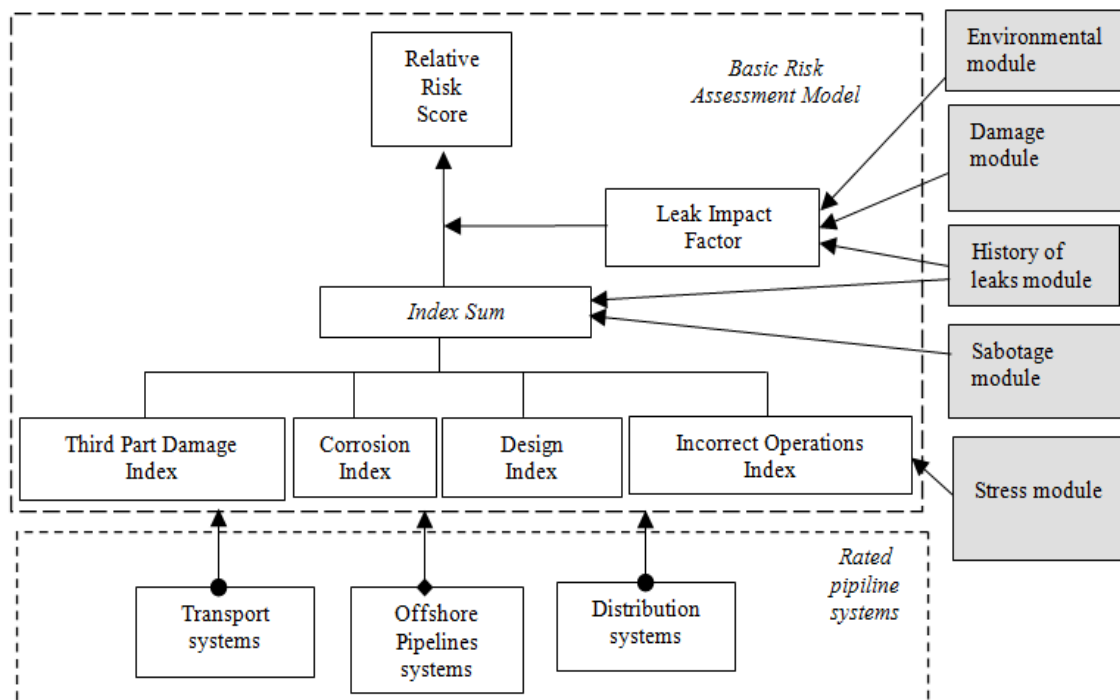 Relative
Risk
Score
Basic Risk
Assessment Model
Environmental
module
Damage
module
Leak Impact
Factor
History of
leaks module
Index Sum
Sabotage
module
Third Part Damage
Index
Corrosion
Index
Design
Index
Incorrect Operations
Index
Stress module
Rated
pipiline
systems
Transport
systems
Offshore
Pipelines
systems
Distribution
systems